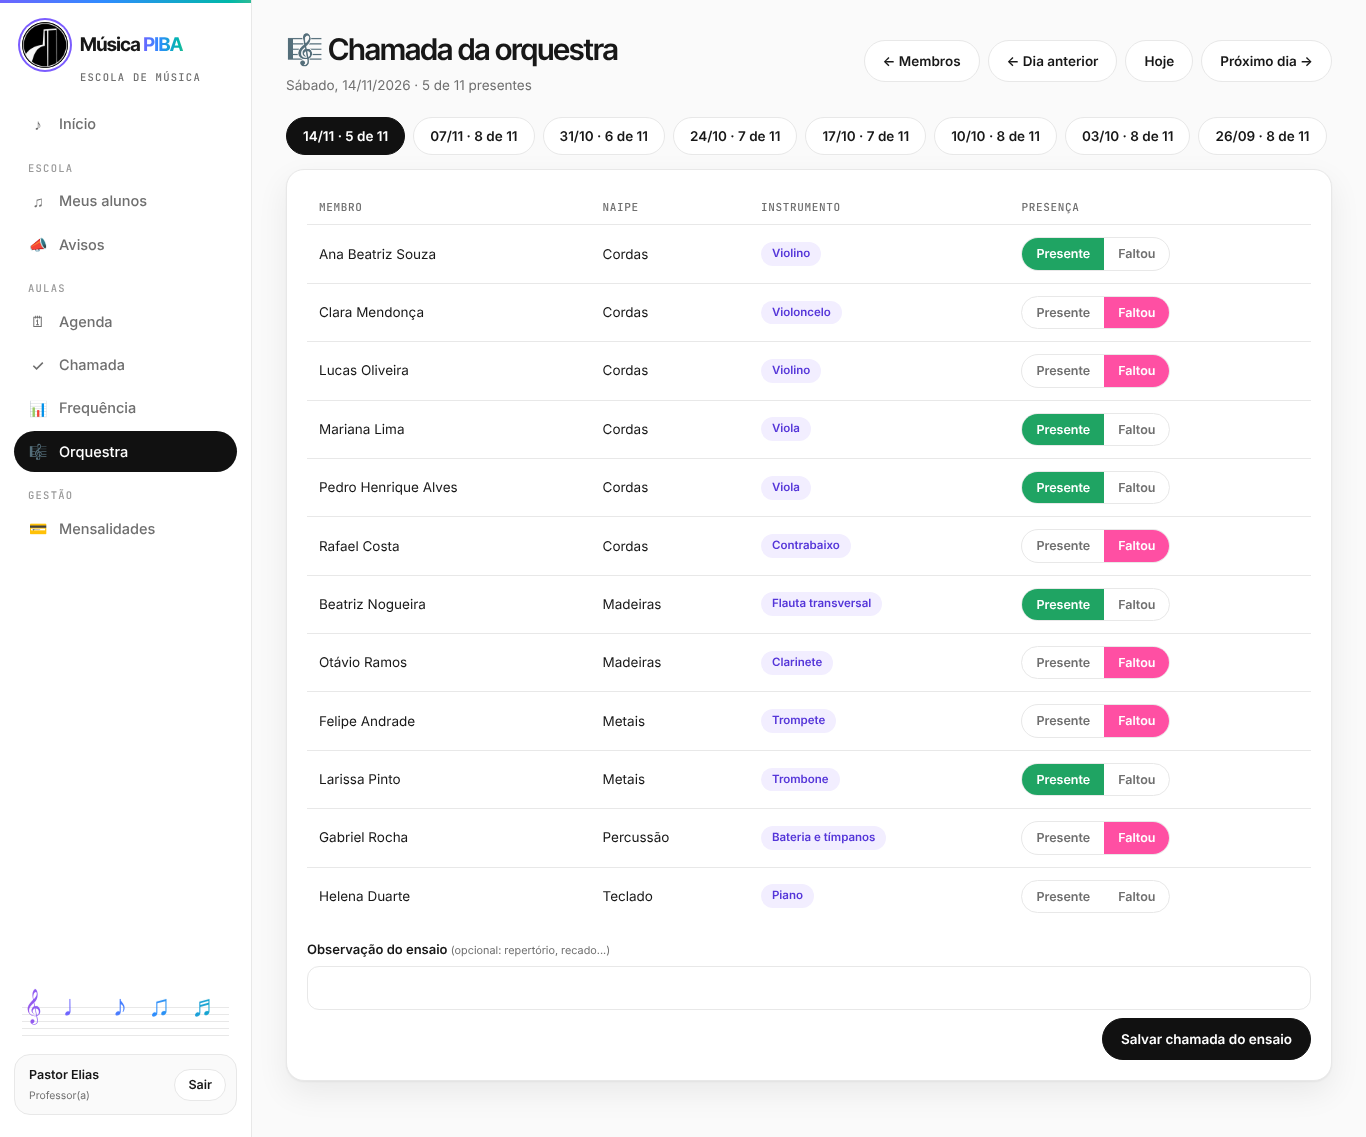 Música PIBA
ESCOLA DE MÚSICA
Início
ESCOLA
Meus alunos
Avisos
AULAS
Agenda
Chamada
Frequência
Orquestra
GESTÃO
Mensalidades
Pastor Elias
Professor(a)
Sair
Chamada da orquestra
Sábado, 14/11/2026 · 5 de 11 presentes
← Membros
← Dia anterior
Hoje
Próximo dia →
14/11 · 5 de 11
07/11 · 8 de 11
31/10 · 6 de 11
24/10 · 7 de 11
17/10 · 7 de 11
10/10 · 8 de 11
03/10 · 8 de 11
26/09 · 8 de 11
MEMBRO NAIPE INSTRUMENTO PRESENÇA
Ana Beatriz Souza Cordas Violino Presente Faltou
Clara Mendonça Cordas Violoncelo Presente Faltou
Lucas Oliveira Cordas Violino Presente Faltou
Mariana Lima Cordas Viola Presente Faltou
Pedro Henrique Alves Cordas Viola Presente Faltou
Rafael Costa Cordas Contrabaixo Presente Faltou
Beatriz Nogueira Madeiras Flauta transversal Presente Faltou
Otávio Ramos Madeiras Clarinete Presente Faltou
Felipe Andrade Metais Trompete Presente Faltou
Larissa Pinto Metais Trombone Presente Faltou
Gabriel Rocha Percussão Bateria e tímpanos Presente Faltou
Helena Duarte Teclado Piano Presente Faltou
Observação do ensaio (opcional: repertório, recado...)
Salvar chamada do ensaio